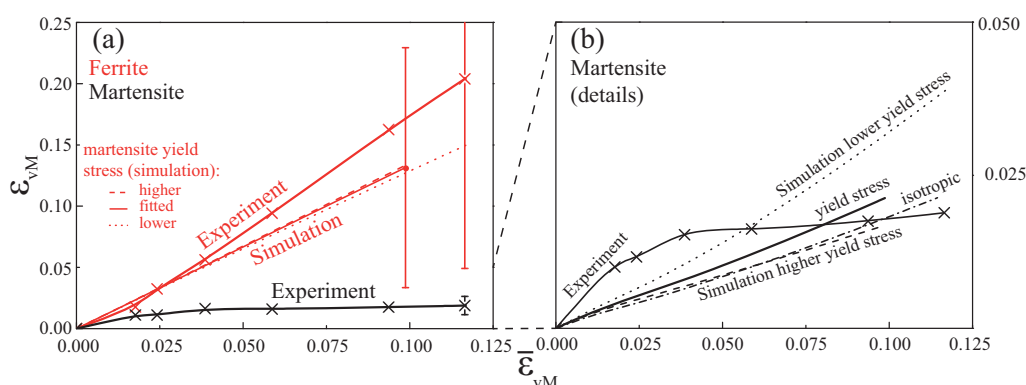 (a)
Ferrite
Martensite
martensite yield
stress (simulation):
higher
fitted
lower
Experiment
Simulation
Experiment
εvM
0.25
0.20
0.15
0.10
0.05
0.00
0.000 0.025 0.050 0.075 0.100 0.125
(b)
Martensite
(details)
Experiment
Simulation lower yield stress
yield stress
isotropic
Simulation higher yield stress
0.050
0.025
0.000 0.025 0.050 0.075 0.100 0.125
ε̅vM